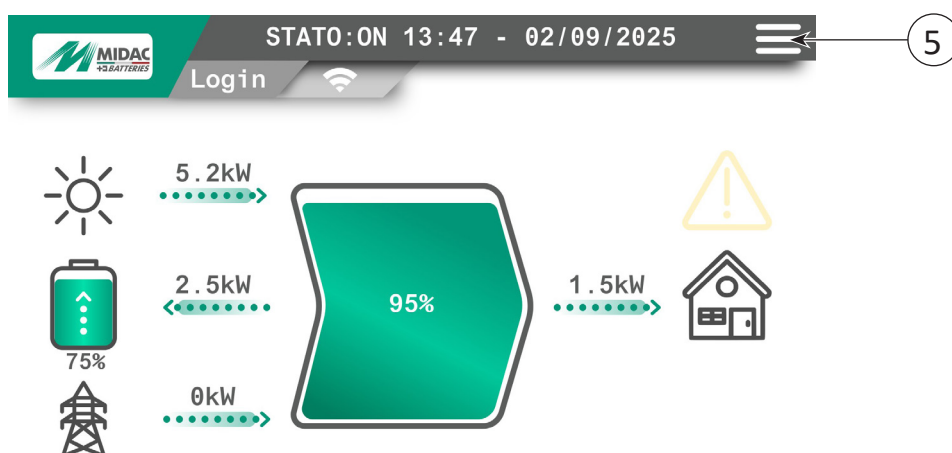 MIDAC
BATTERIES
STATO:ON 13:47 - 02/09/2025
5
Login
5.2kW
2.5kW
95%
1.5kW
75%
0kW